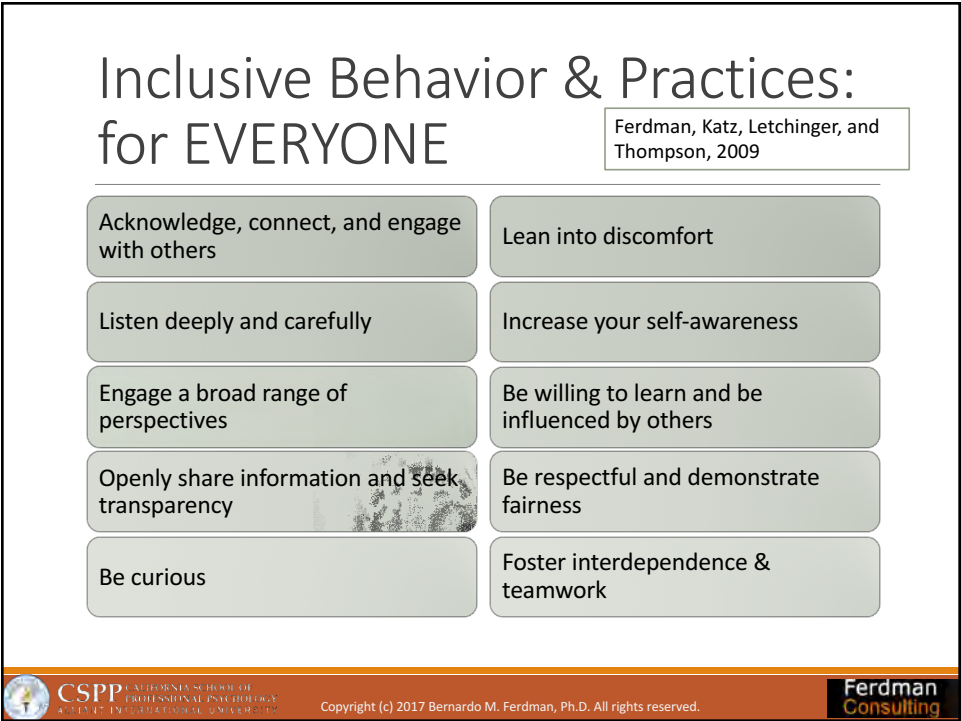 Inclusive Behavior & Practices:
for EVERYONE
Ferdman, Katz, Letchinger, and
Thompson, 2009
Acknowledge, connect, and engage
with others
Listen deeply and carefully
Engage a broad range of
perspectives
Openly share information and seek
transparency
Be curious
Lean into discomfort
Increase your self-awareness
Be willing to learn and be
influenced by others
Be respectful and demonstrate
fairness
Foster interdependence &
teamwork
CSPP CALIFORNIA SCHOOL OF
PROFESSIONAL PSYCHOLOGY
ALLIANT INTERNATIONAL UNIVERSITY
Copyright (c) 2017 Bernardo M. Ferdman, Ph.D. All rights reserved.
Ferdman
Consulting